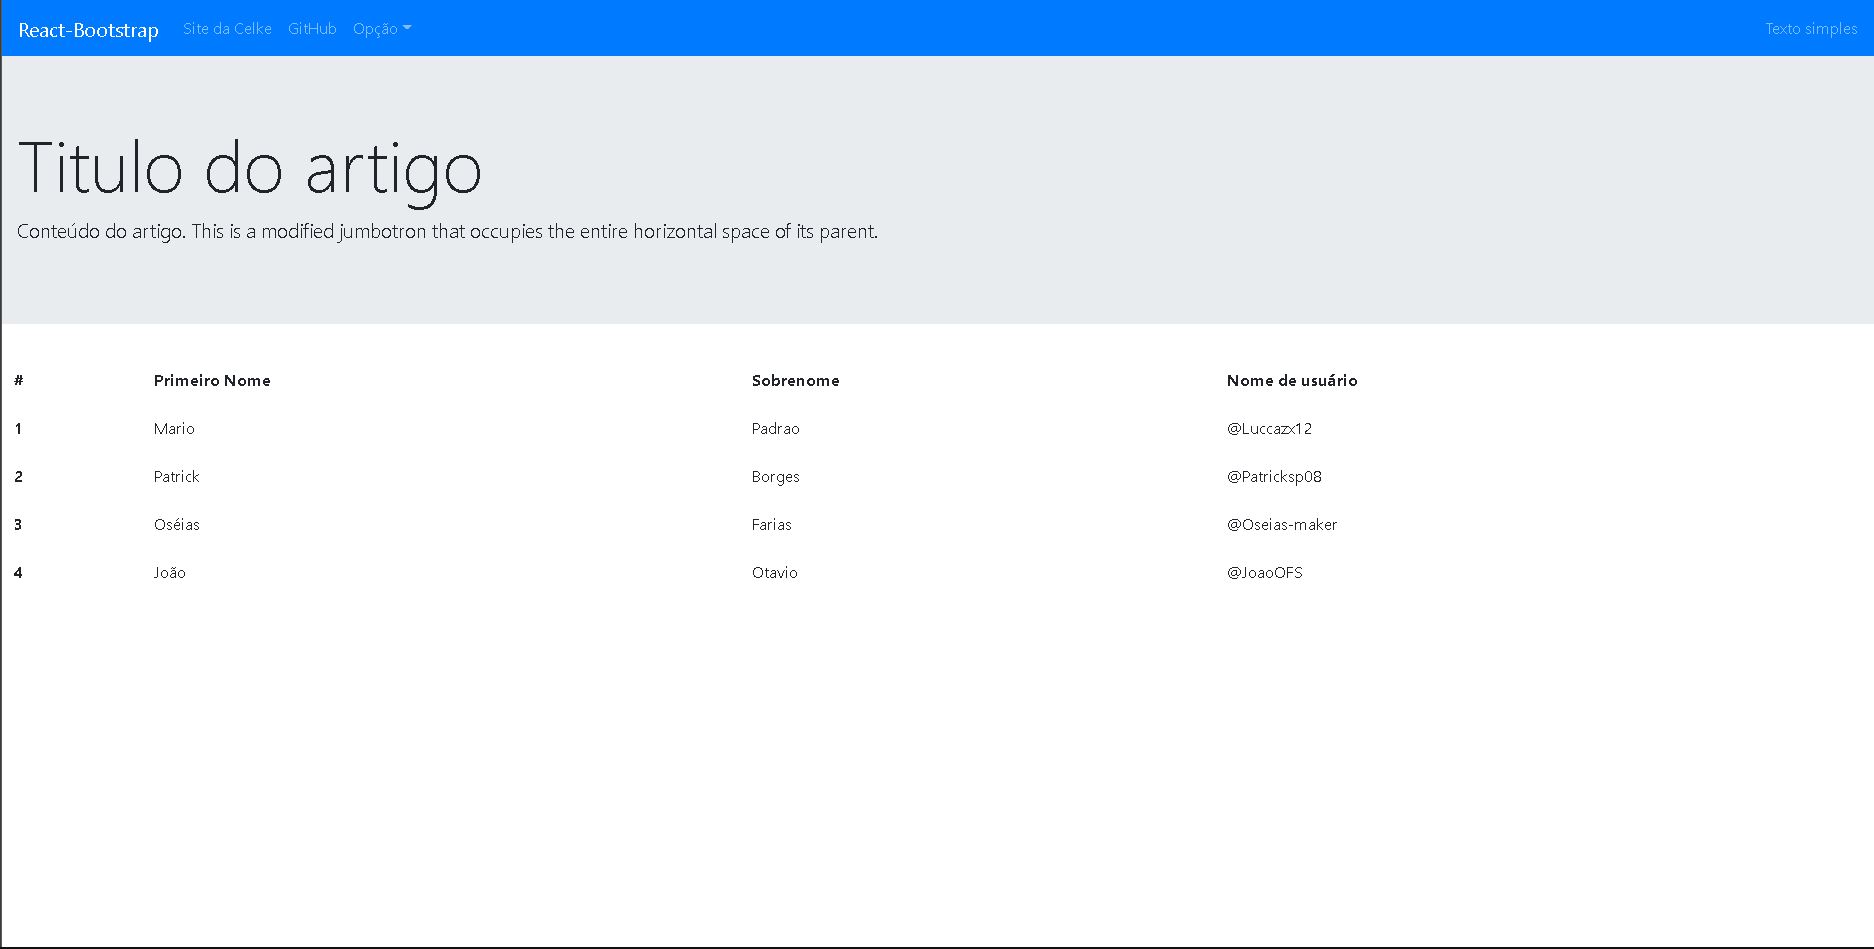 React-Bootstrap Site da Celke GitHub Opção Texto simples
Titulo do artigo
Conteúdo do artigo. This is a modified jumbotron that occupies the entire horizontal space of its parent.
# Primeiro Nome Sobrenome Nome de usuário
1 Mario Padrao @Luccazx12
2 Patrick Borges @Patricksp08
3 Oséias Farias @Oseias-maker
4 João Otavio @JoaoOFS